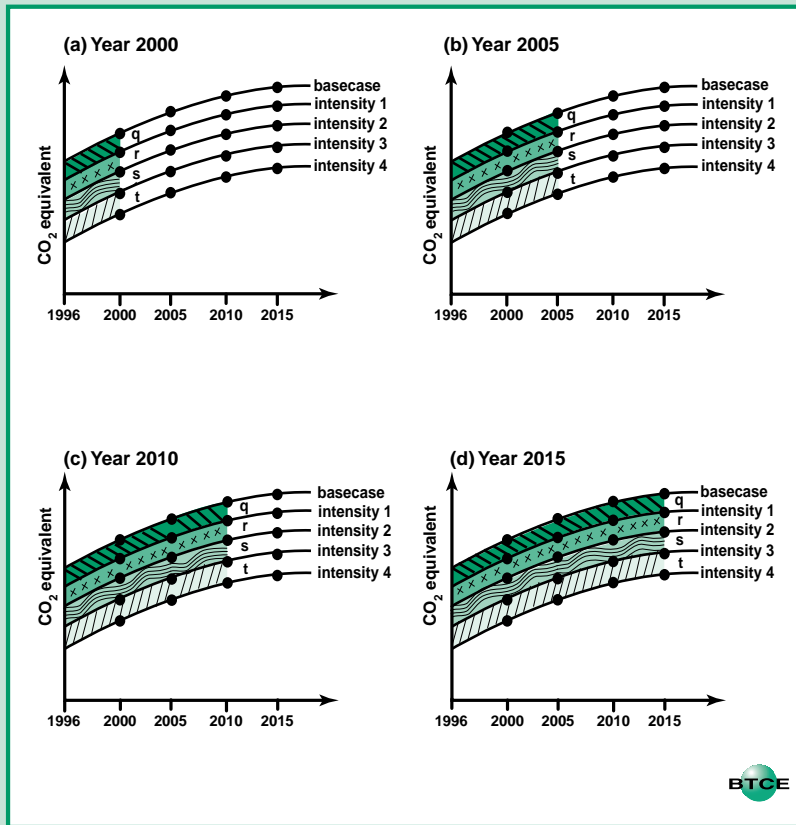 (a) Year 2000
CO2 equivalent
basecase
intensity 1
intensity 2
intensity 3
intensity 4
q
r
s
t
1996 2000 2005 2010 2015
(b) Year 2005
CO2 equivalent
basecase
intensity 1
intensity 2
intensity 3
intensity 4
q
r
s
t
1996 2000 2005 2010 2015
(c) Year 2010
CO2 equivalent
basecase
intensity 1
intensity 2
intensity 3
intensity 4
q
r
s
t
1996 2000 2005 2010 2015
(d) Year 2015
CO2 equivalent
basecase
intensity 1
intensity 2
intensity 3
intensity 4
q
r
s
t
1996 2000 2005 2010 2015
BTCE